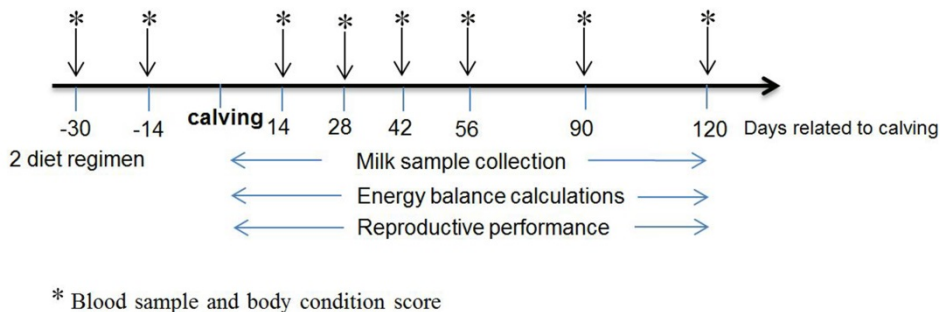 * * * * * * * *
-30 -14 calving 14 28 42 56 90 120 Days related to calving
2 diet regimen Milk sample collection
Energy balance calculations
Reproductive performance
* Blood sample and body condition score